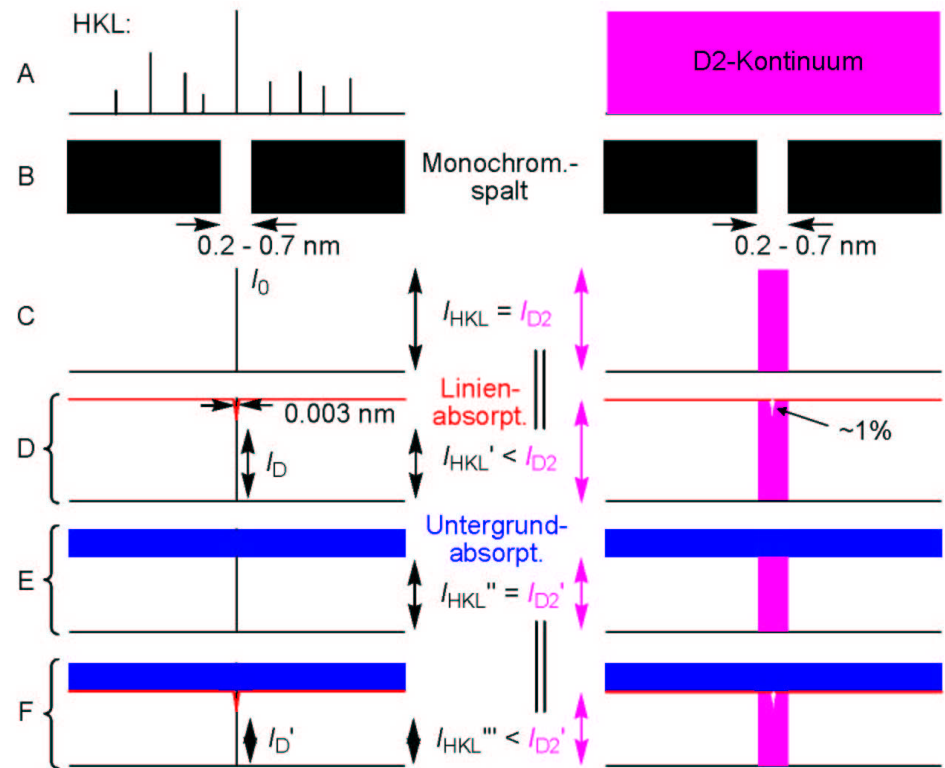 HKL:
A
D2-Kontinuum
B
Monochrom.-
spalt
0.2 - 0.7 nm
0.2 - 0.7 nm
I0
C
IHKL = ID2
Linien-
absorpt.
0.003 nm
~1%
D
ID
IHKL' < ID2
Untergrund-
absorpt.
E
IHKL'' = ID2'
F
ID'
IHKL''' < ID2'